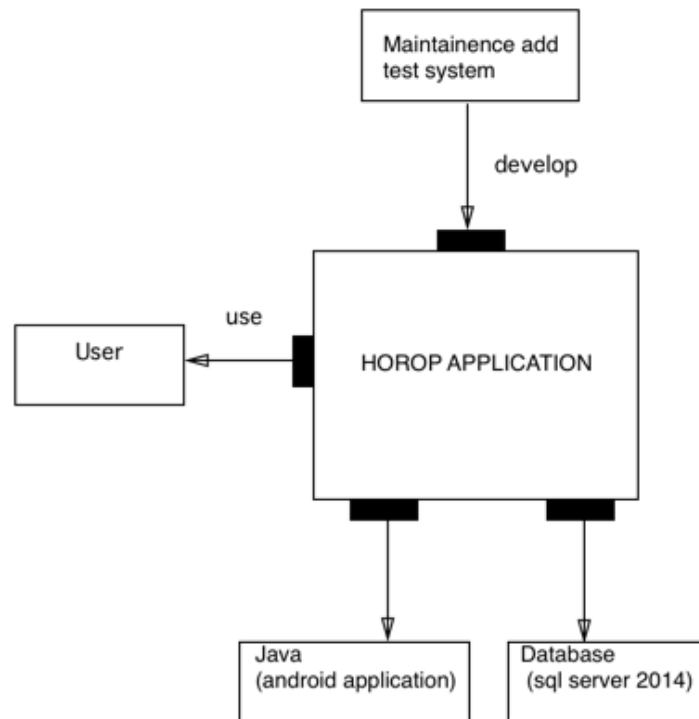 Maintainence add
test system
develop
use
User
HOROP APPLICATION
Java
(android application)
Database
(sql server 2014)